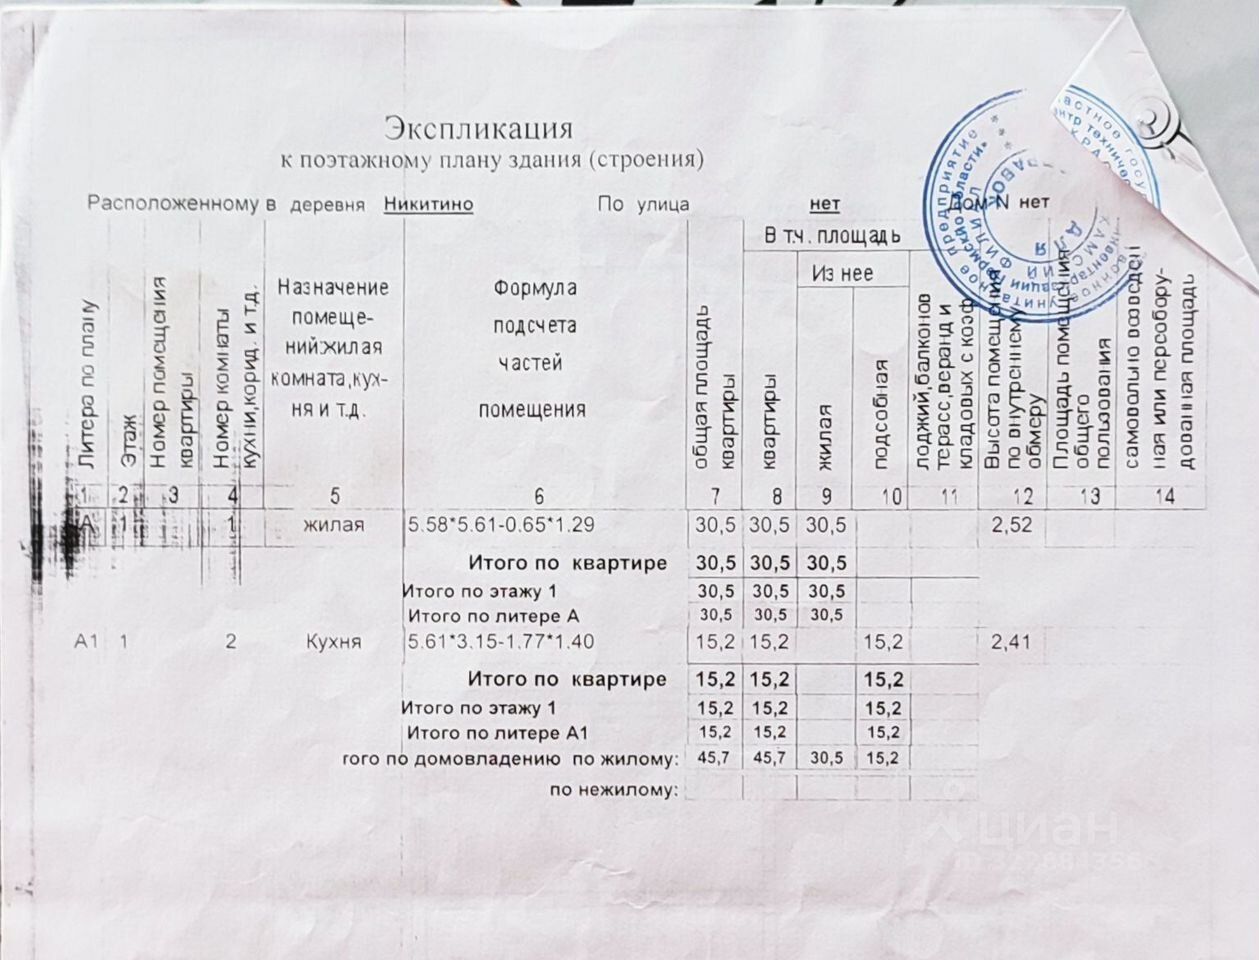 Экспликация
к поэтажному плану здания (строения)
Расположенному в деревня Никитино По улица нет Дом N нет
Литера по плану
Этаж
Номер помещения квартиры
Номер комнаты кухни,корид. и т.д.
Назначение помеще-
ний:жилая
комната,кух-
ня и т.д.
Формула
подсчета
частей
помещения
общая площадь квартиры
В т.ч. площадь
квартиры
Из нее
жилая
подсобная
лоджий,балконов терасс,веранд и кладовых с коэф
Высота помещения по внутреннему обмеру
Площадь помещения общего пользования
самовольно возведен
ная или переобору-
дованная площадь
1 2 3 4 5 6 7 8 9 10 11 12 13 14
А 1 1 жилая 5.58*5.61-0.65*1.29 30,5 30,5 30,5 2,52
Итого по квартире 30,5 30,5 30,5
Итого по этажу 1 30,5 30,5 30,5
Итого по литере А 30,5 30,5 30,5
А1 1 2 Кухня 5.61*3.15-1.77*1.40 15,2 15,2 15,2 2,41
Итого по квартире 15,2 15,2 15,2
Итого по этажу 1 15,2 15,2 15,2
Итого по литере А1 15,2 15,2 15,2
гого по домовладению по жилому: 45,7 45,7 30,5 15,2
по нежилому:
циан